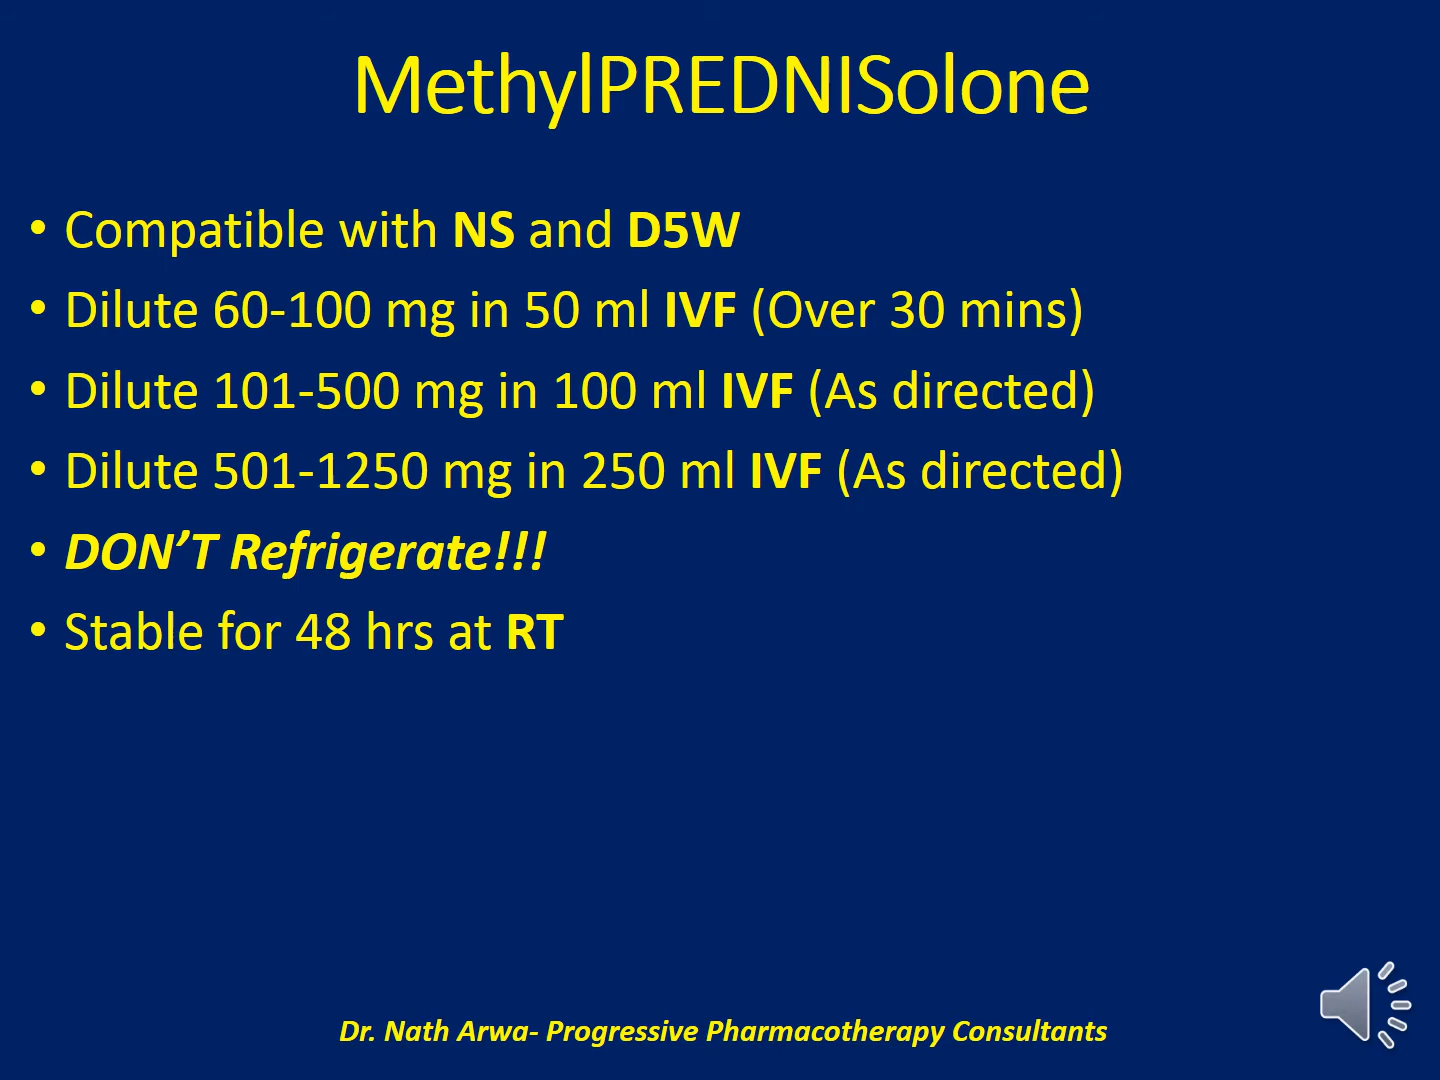 MethylPREDNISolone
• Compatible with NS and D5W
• Dilute 60-100 mg in 50 ml IVF (Over 30 mins)
• Dilute 101-500 mg in 100 ml IVF (As directed)
• Dilute 501-1250 mg in 250 ml IVF (As directed)
• DON’T Refrigerate!!!
• Stable for 48 hrs at RT
Dr. Nath Arwa- Progressive Pharmacotherapy Consultants